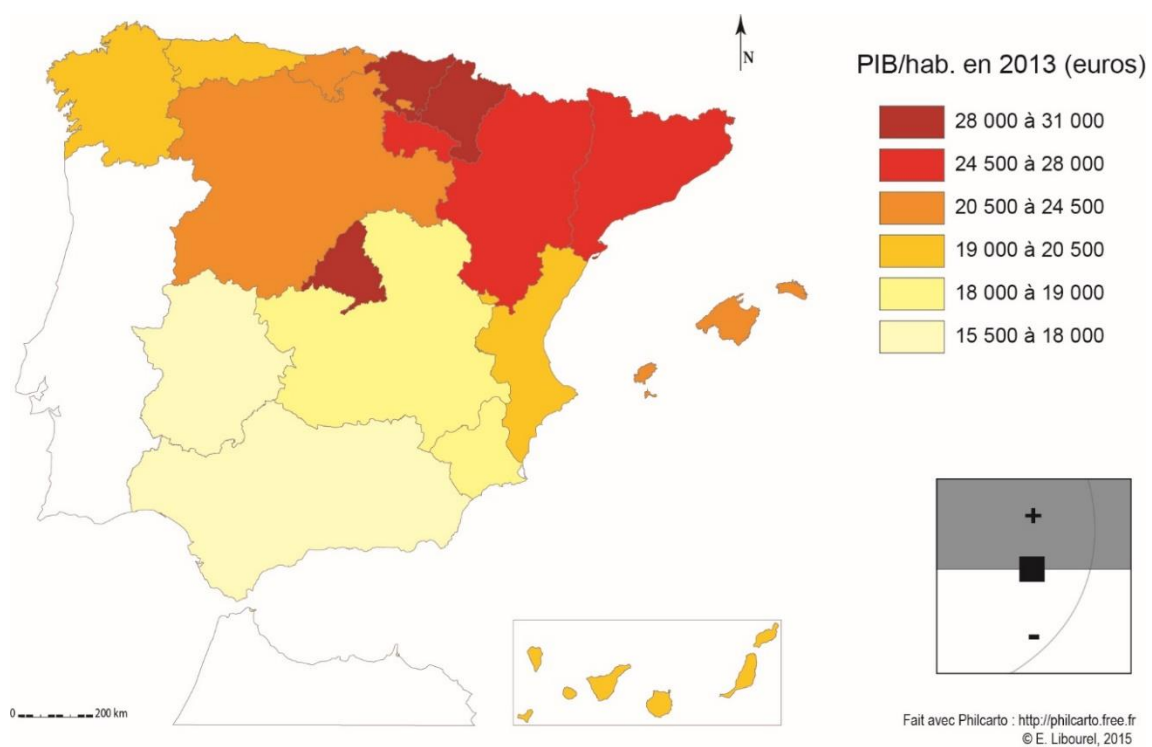 N
PIB/hab. en 2013 (euros)
28 000 à 31 000
24 500 à 28 000
20 500 à 24 500
19 000 à 20 500
18 000 à 19 000
15 500 à 18 000
+
-
0 200 km
Fait avec Philcarto : http://philcarto.free.fr
© E. Libourel, 2015